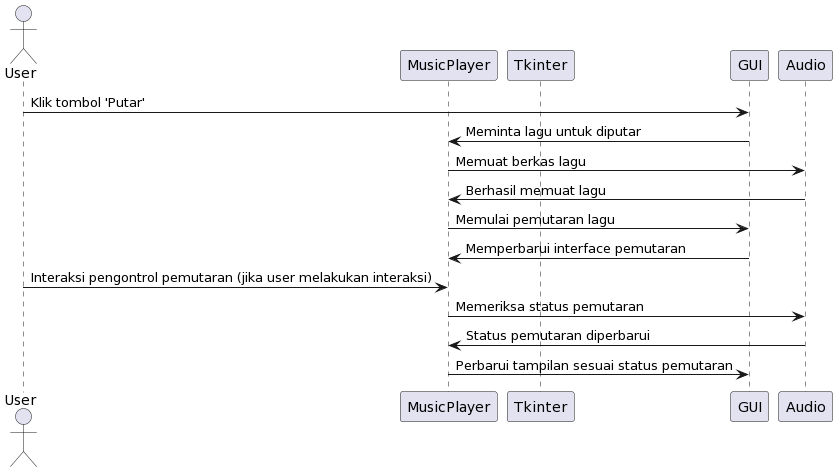 User
MusicPlayer
Tkinter
GUI
Audio
Klik tombol 'Putar'
Meminta lagu untuk diputar
Memuat berkas lagu
Berhasil memuat lagu
Memulai pemutaran lagu
Memperbarui interface pemutaran
Interaksi pengontrol pemutaran (jika user melakukan interaksi)
Memeriksa status pemutaran
Status pemutaran diperbarui
Perbarui tampilan sesuai status pemutaran
User
MusicPlayer
Tkinter
GUI
Audio